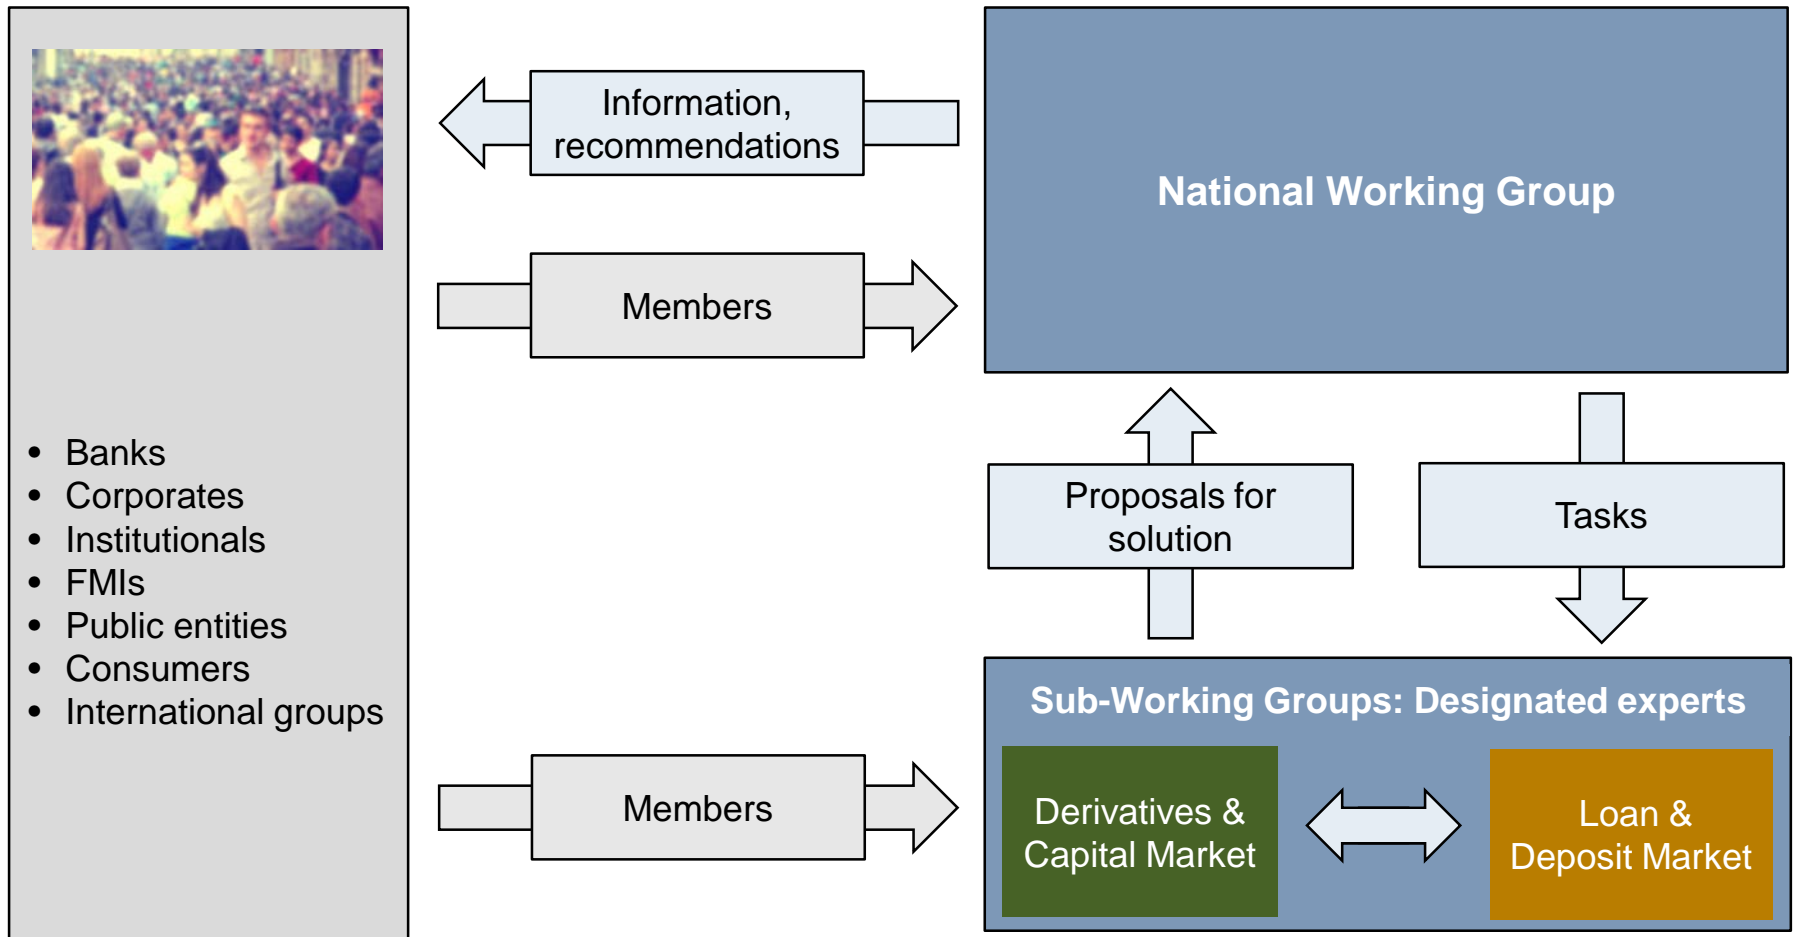 Information,
recommendations
National Working Group
Members
• Banks
• Corporates
• Institutionals
• FMIs
• Public entities
• Consumers
• International groups
Proposals for
solution
Tasks
Sub-Working Groups: Designated experts
Members
Derivatives &
Capital Market
Loan &
Deposit Market